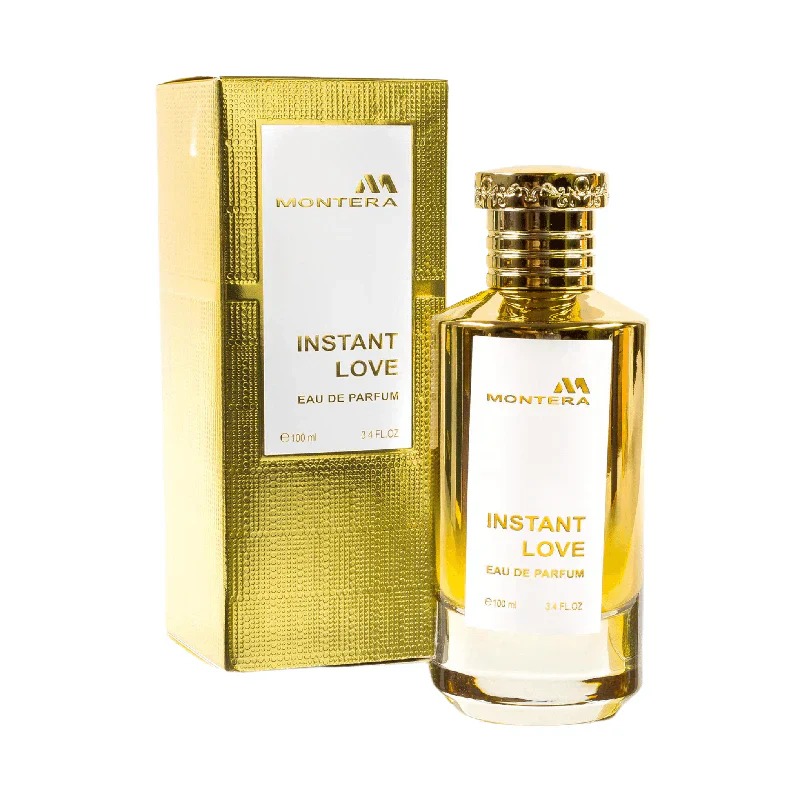 MONTERA
INSTANT
LOVE
EAU DE PARFUM
℮100 ml 3.4 FL.OZ
MONTERA
INSTANT
LOVE
EAU DE PARFUM
℮100 ml 3.4 FL.OZ